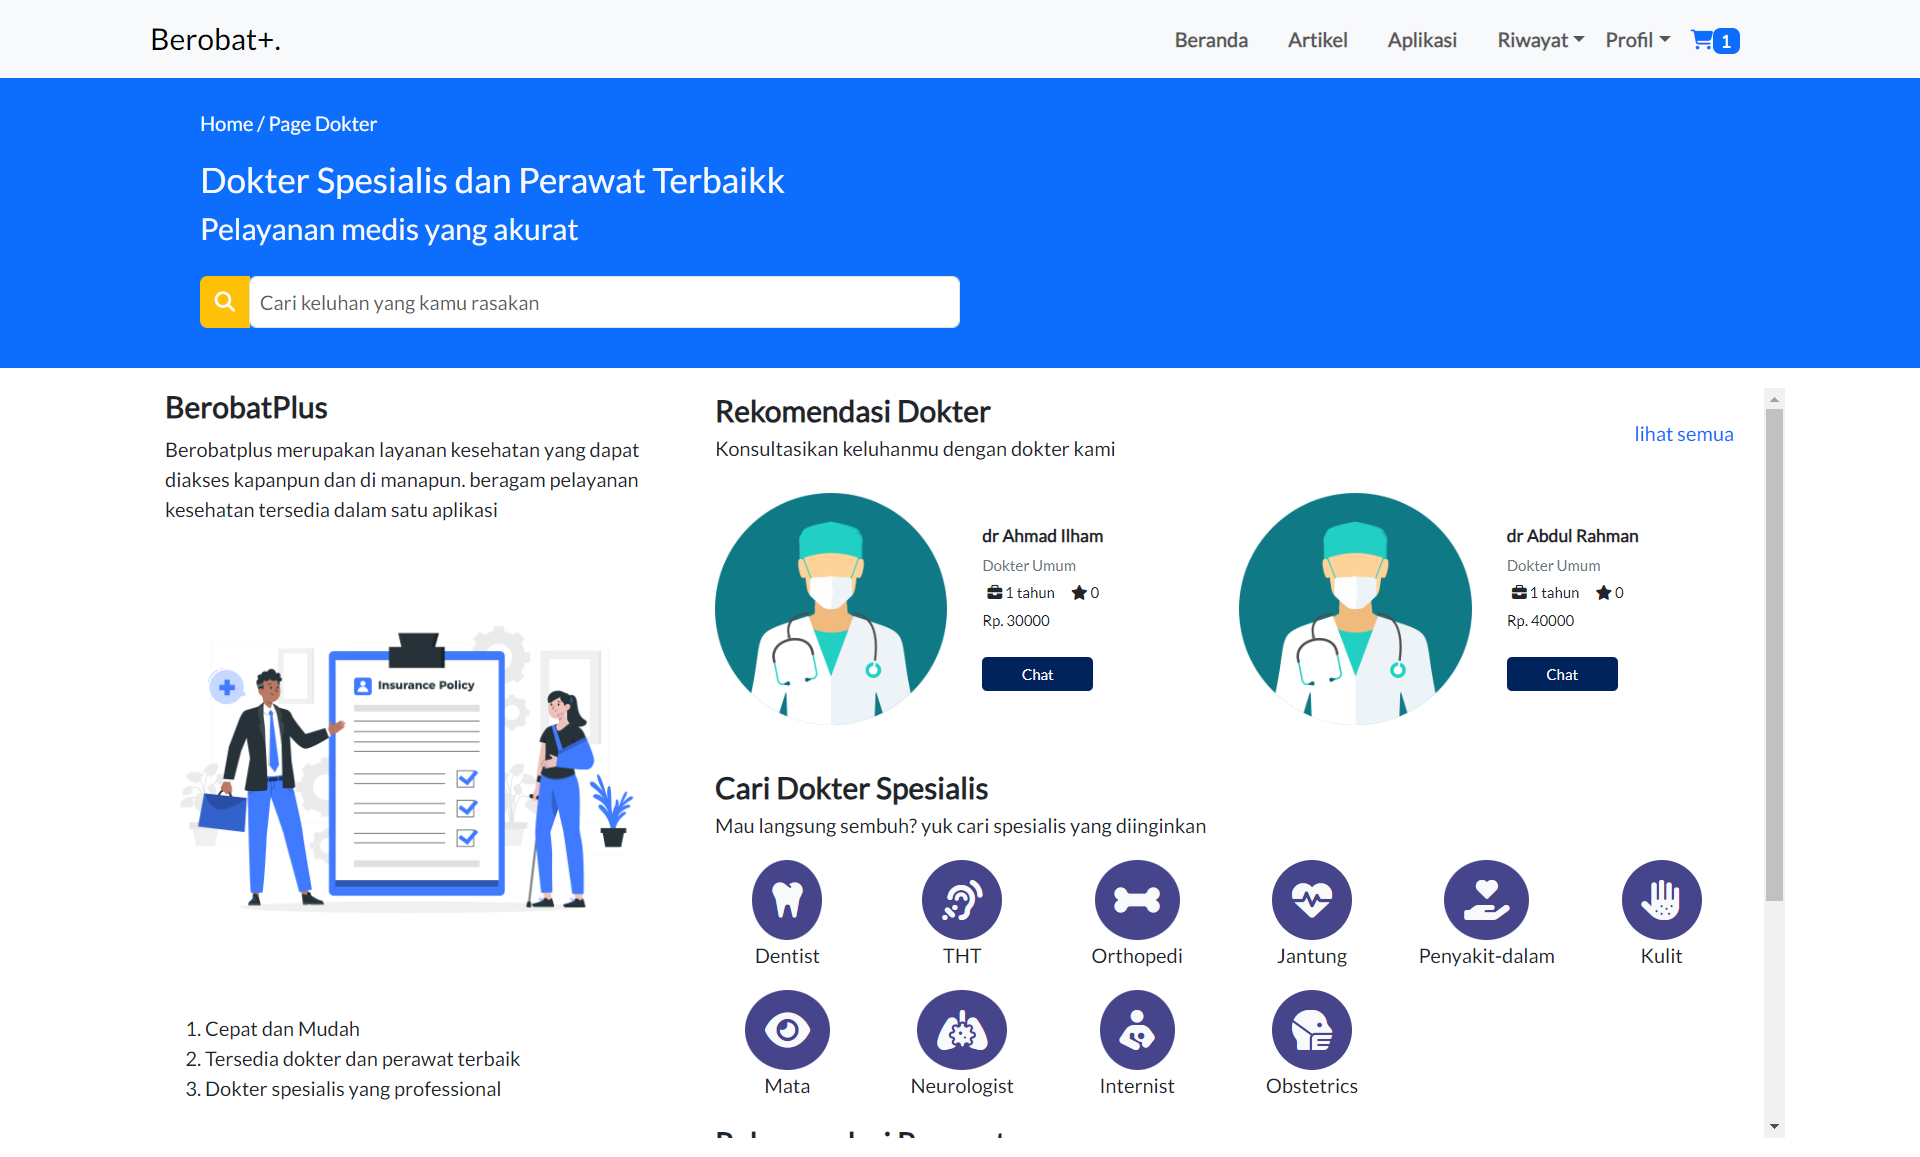 Berobat+.
Beranda Artikel Aplikasi Riwayat Profil 1
Home / Page Dokter
Dokter Spesialis dan Perawat Terbaikk
Pelayanan medis yang akurat
Cari keluhan yang kamu rasakan
BerobatPlus
Berobatplus merupakan layanan kesehatan yang dapat
diakses kapanpun dan di manapun. beragam pelayanan
kesehatan tersedia dalam satu aplikasi
Insurance Policy
1. Cepat dan Mudah
2. Tersedia dokter dan perawat terbaik
3. Dokter spesialis yang professional
Rekomendasi Dokter
Konsultasikan keluhanmu dengan dokter kami
lihat semua
dr Ahmad Ilham
Dokter Umum
1 tahun 0
Rp. 30000
Chat
dr Abdul Rahman
Dokter Umum
1 tahun 0
Rp. 40000
Chat
Cari Dokter Spesialis
Mau langsung sembuh? yuk cari spesialis yang diinginkan
Dentist THT Orthopedi Jantung Penyakit-dalam Kulit
Mata Neurologist Internist Obstetrics